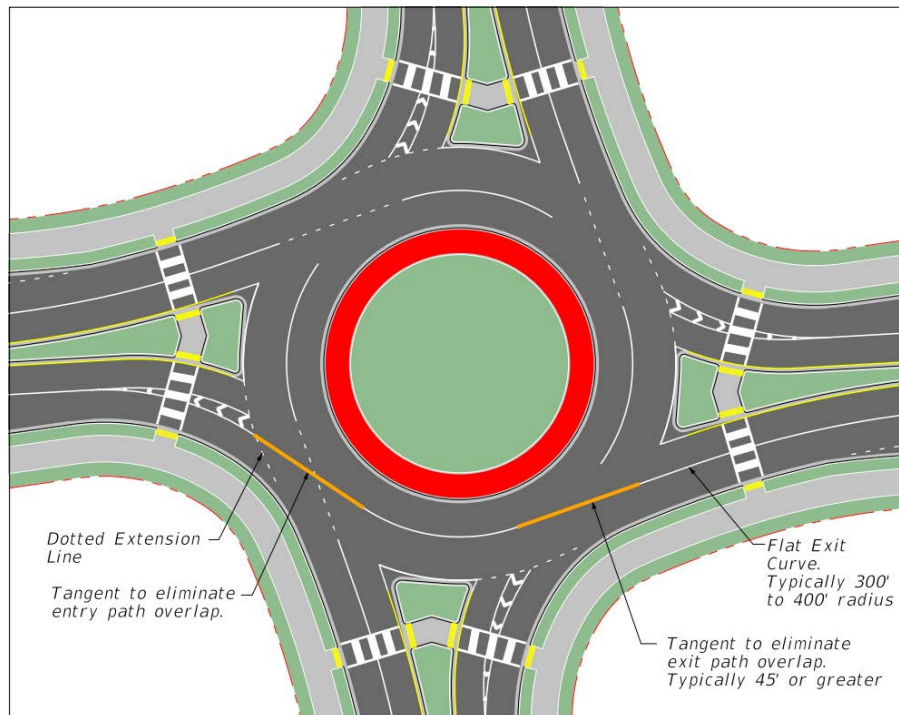 Dotted Extension
Line
Tangent to eliminate
entry path overlap.
Flat Exit
Curve.
Typically 300'
to 400' radius
Tangent to eliminate
exit path overlap.
Typically 45' or greater